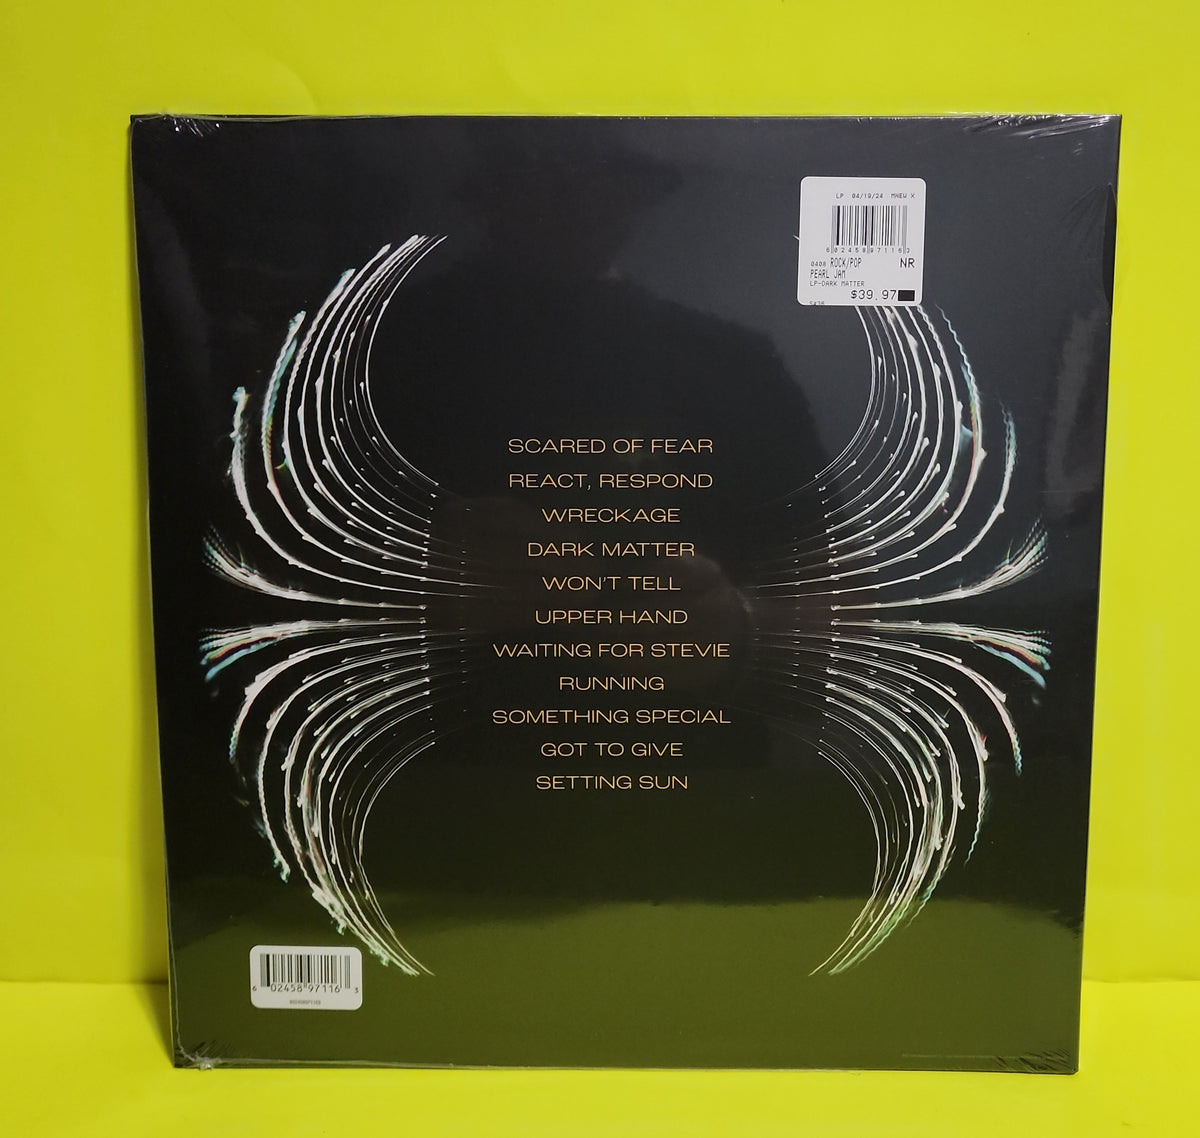 LP 04/19/24 MNEW X
602458971163
0408 ROCK/POP NR
PEARL JAM
LP-DARK MATTER
$39.97
SCARED OF FEAR
REACT, RESPOND
WRECKAGE
DARK MATTER
WON'T TELL
UPPER HAND
WAITING FOR STEVIE
RUNNING
SOMETHING SPECIAL
GOT TO GIVE
SETTING SUN
6 02458 97116 3